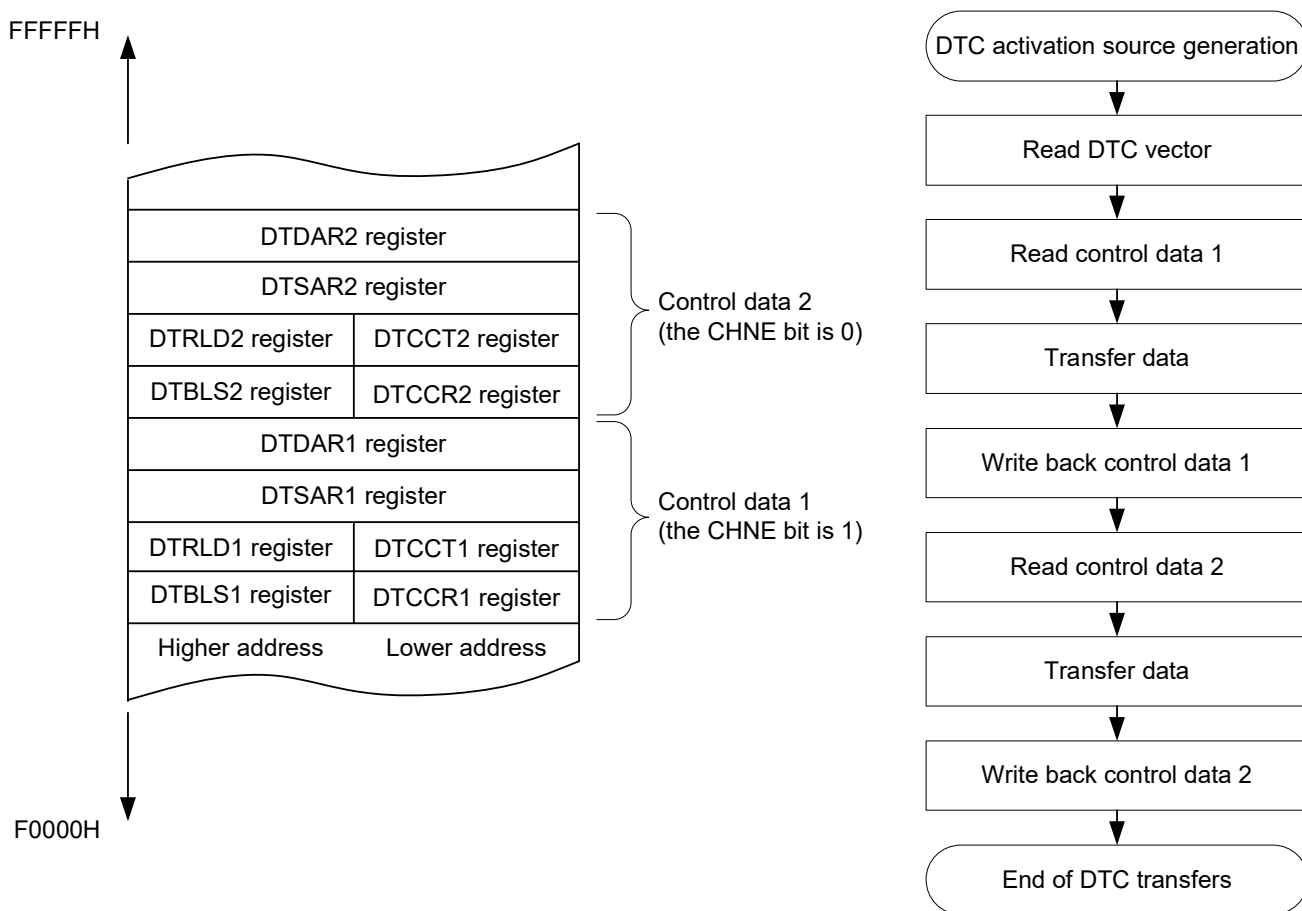 FFFFFH
DTDAR2 register
DTSAR2 register
DTRLD2 register DTCCT2 register
DTBLS2 register DTCCR2 register
DTDAR1 register
DTSAR1 register
DTRLD1 register DTCCT1 register
DTBLS1 register DTCCR1 register
Higher address Lower address
F0000H
Control data 2
(the CHNE bit is 0)
Control data 1
(the CHNE bit is 1)
DTC activation source generation
Read DTC vector
Read control data 1
Transfer data
Write back control data 1
Read control data 2
Transfer data
Write back control data 2
End of DTC transfers